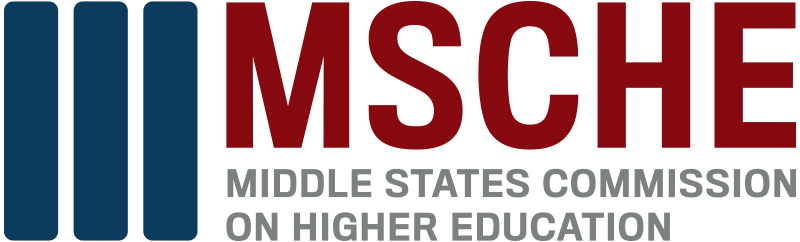 MSCHE
MIDDLE STATES COMMISSION
ON HIGHER EDUCATION